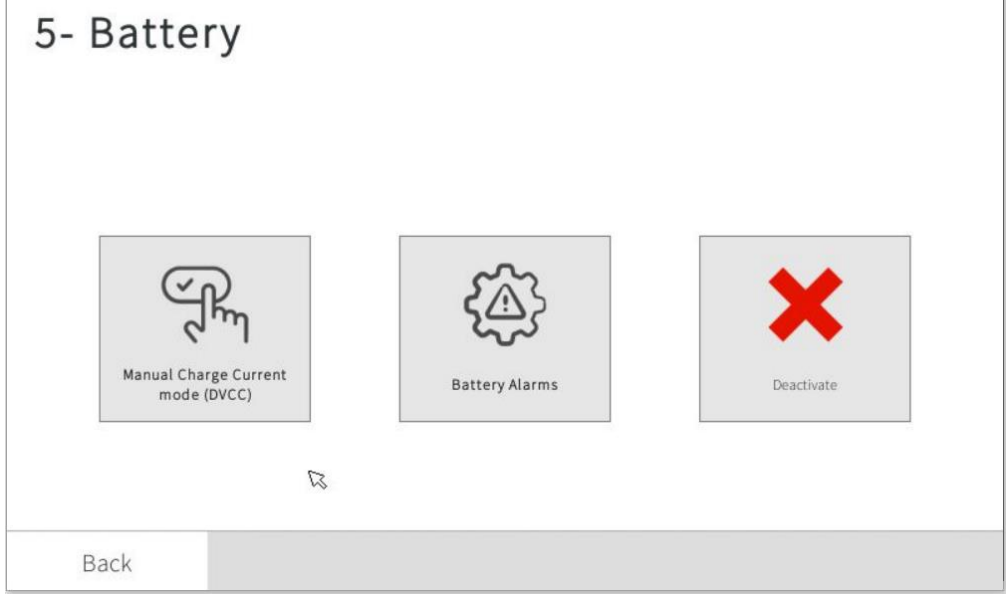 5- Battery
Manual Charge Current
mode (DVCC)
Battery Alarms
Deactivate
Back